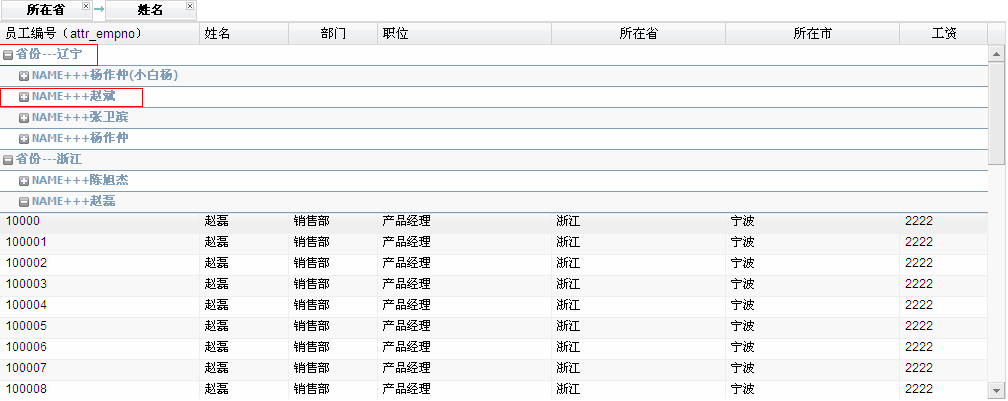 所在省 姓名
员工编号（attr_empno） 姓名 部门 职位 所在省 所在市 工资
省份---辽宁
NAME+++杨作仲(小白杨)
NAME+++赵斌
NAME+++张卫滨
NAME+++杨作仲
省份---浙江
NAME+++陈旭杰
NAME+++赵磊
10000 赵磊 销售部 产品经理 浙江 宁波 2222
100001 赵磊 销售部 产品经理 浙江 宁波 2222
100002 赵磊 销售部 产品经理 浙江 宁波 2222
100003 赵磊 销售部 产品经理 浙江 宁波 2222
100004 赵磊 销售部 产品经理 浙江 宁波 2222
100005 赵磊 销售部 产品经理 浙江 宁波 2222
100006 赵磊 销售部 产品经理 浙江 宁波 2222
100007 赵磊 销售部 产品经理 浙江 宁波 2222
100008 赵磊 销售部 产品经理 浙江 宁波 2222